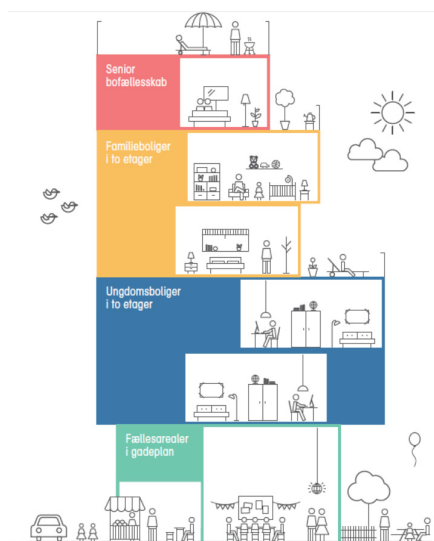 Senior
bofællesskab
Familieboliger
i to etager
Ungdomsboliger
i to etager
Fællesarealer
i gadeplan